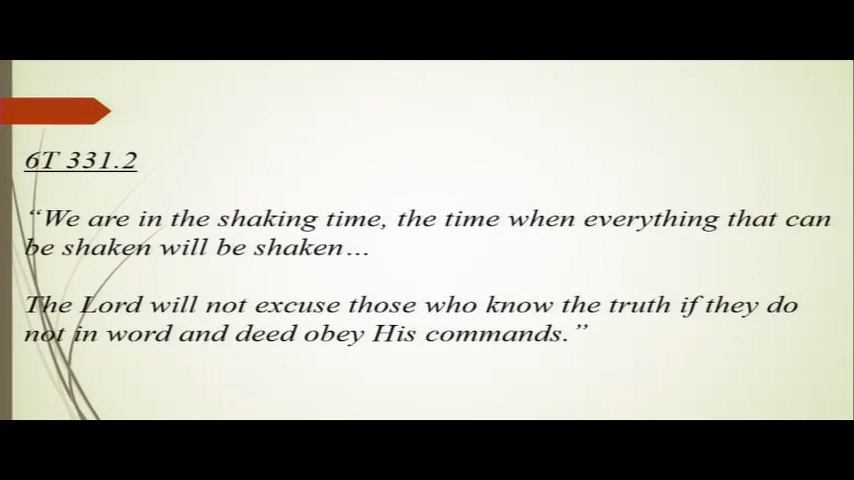 6T 331.2
“We are in the shaking time, the time when everything that can
be shaken will be shaken…
The Lord will not excuse those who know the truth if they do
not in word and deed obey His commands.”